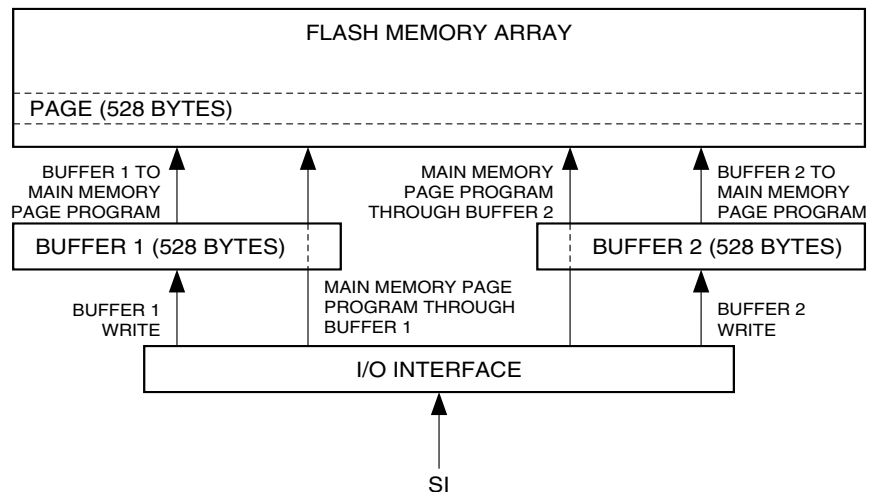 FLASH MEMORY ARRAY
PAGE (528 BYTES)
BUFFER 1 TO
MAIN MEMORY
PAGE PROGRAM
MAIN MEMORY
PAGE PROGRAM
THROUGH BUFFER 2
BUFFER 2 TO
MAIN MEMORY
PAGE PROGRAM
BUFFER 1 (528 BYTES)
BUFFER 2 (528 BYTES)
BUFFER 1
WRITE
MAIN MEMORY PAGE
PROGRAM THROUGH
BUFFER 1
BUFFER 2
WRITE
I/O INTERFACE
SI